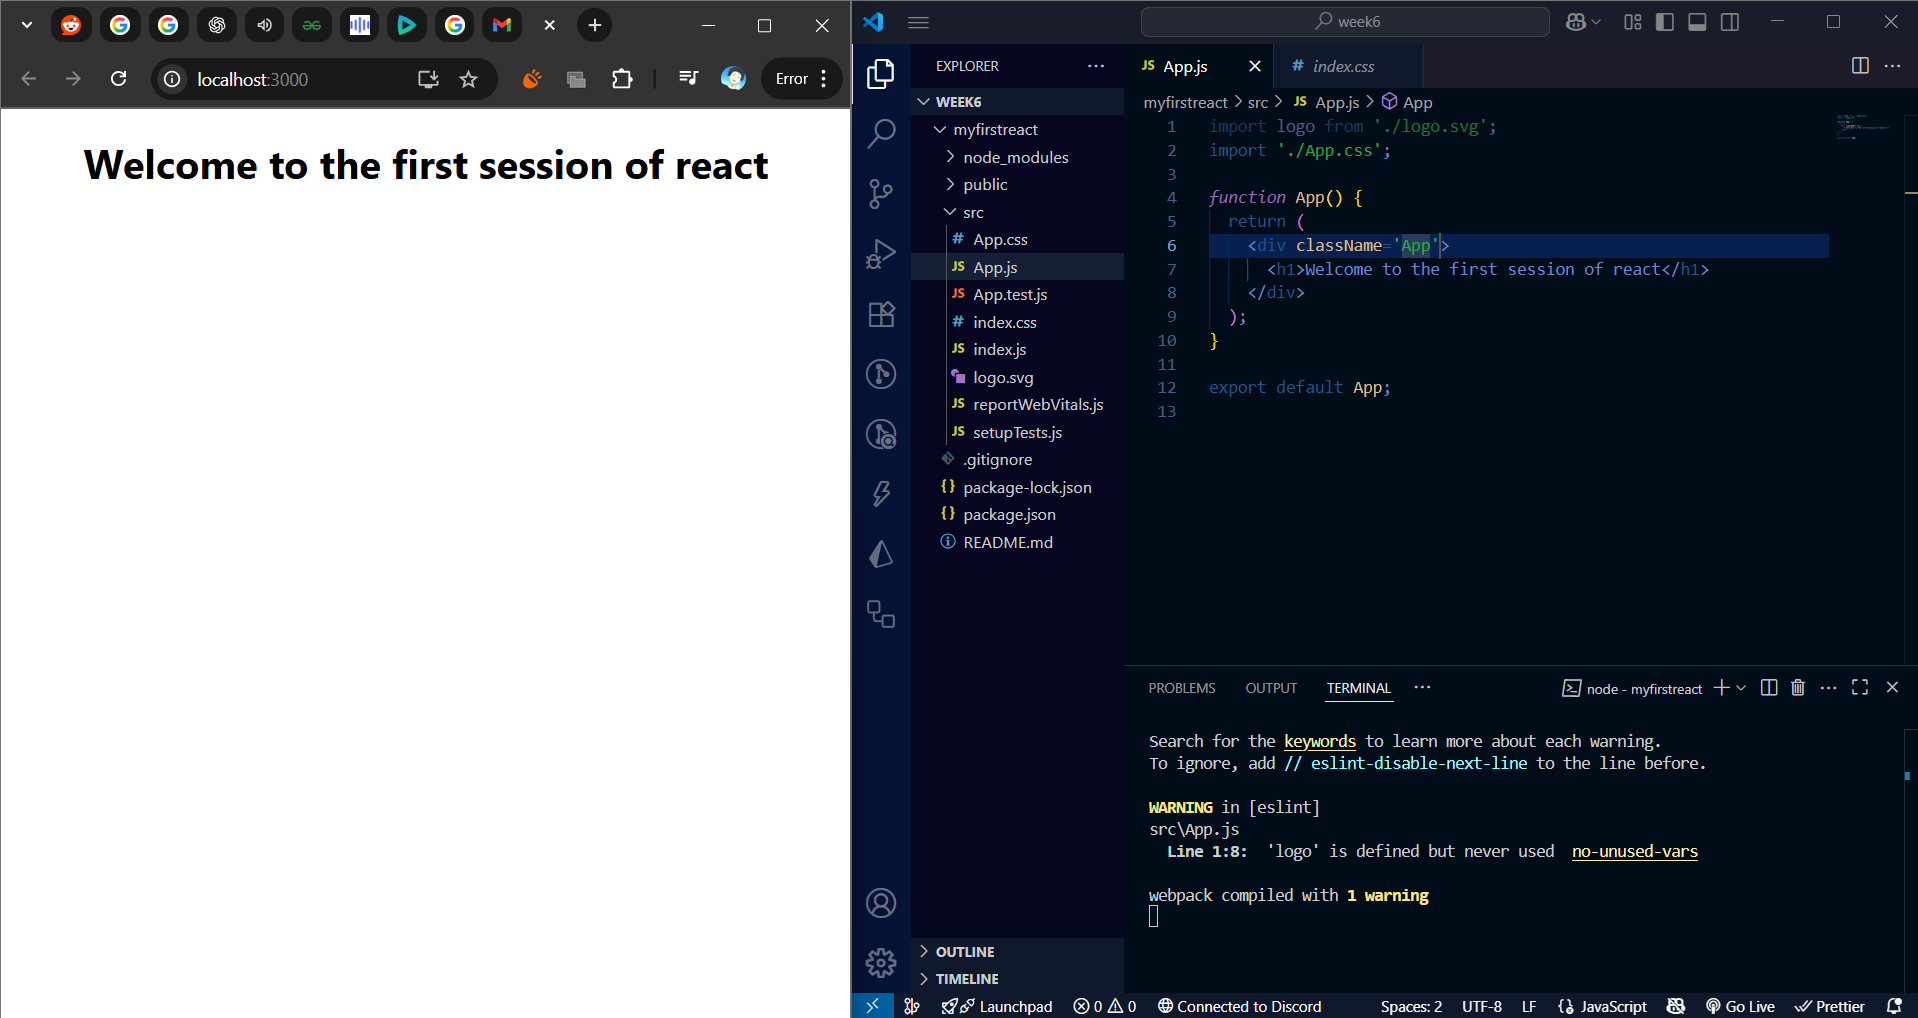 localhost:3000
Error
Welcome to the first session of react
week6
EXPLORER
WEEK6
myfirstreact
node_modules
public
src
# App.css
JS App.js
JS App.test.js
# index.css
JS index.js
logo.svg
JS reportWebVitals.js
JS setupTests.js
.gitignore
{} package-lock.json
{} package.json
README.md
OUTLINE
TIMELINE
JS App.js
# index.css
myfirstreact > src > JS App.js > App
1 import logo from './logo.svg';
2 import './App.css';
3
4 function App() {
5 return (
6 <div className='App'>
7 <h1>Welcome to the first session of react</h1>
8 </div>
9 );
10 }
11
12 export default App;
13
PROBLEMS OUTPUT TERMINAL
node - myfirstreact
Search for the keywords to learn more about each warning.
To ignore, add // eslint-disable-next-line to the line before.
WARNING in [eslint]
src\App.js
Line 1:8: 'logo' is defined but never used no-unused-vars
webpack compiled with 1 warning
Launchpad 0 0 Connected to Discord Spaces: 2 UTF-8 LF {} JavaScript Go Live Prettier